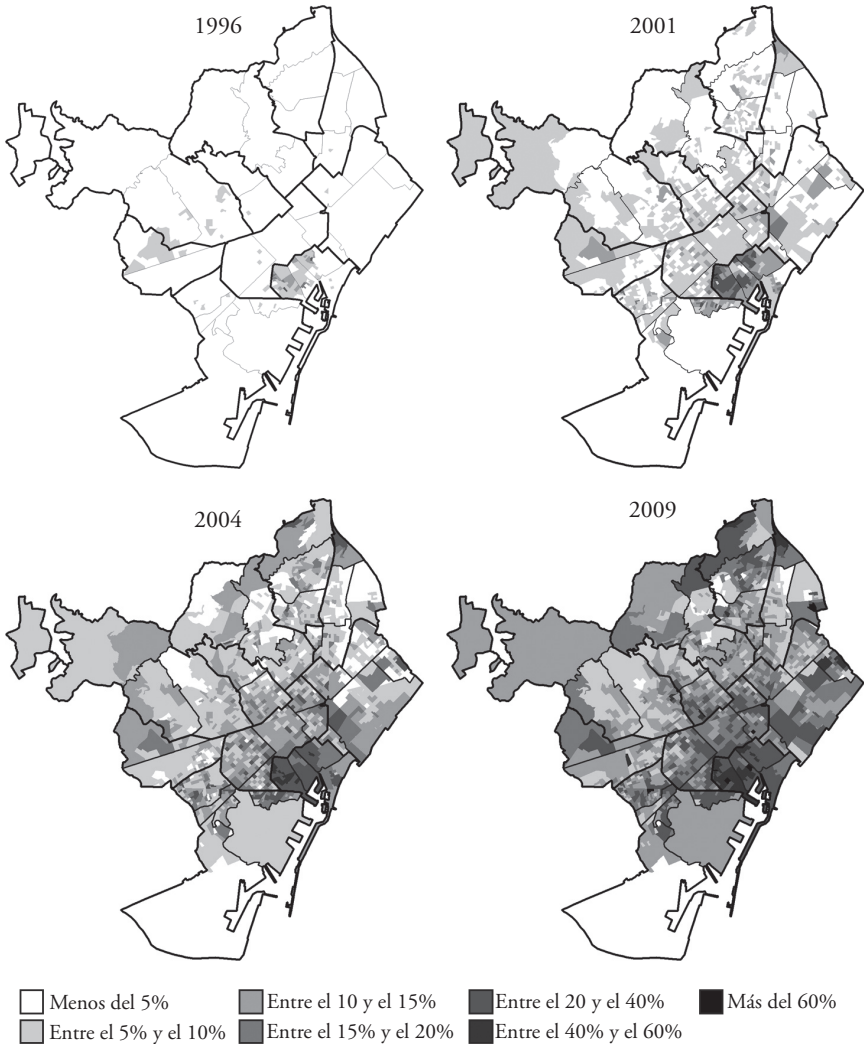 1996
2001
2004
2009
Menos del 5%
Entre el 10 y el 15%
Entre el 20 y el 40%
Más del 60%
Entre el 5% y el 10%
Entre el 15% y el 20%
Entre el 40% y el 60%